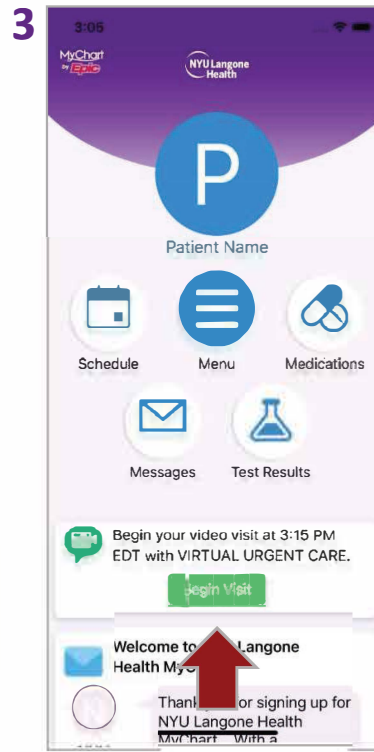 3
3:05
MyChart
by Epic
NYU Langone
Health
P
Patient Name
Schedule
Menu
Medications
Messages
Test Results
Begin your video visit at 3:15 PM
EDT with VIRTUAL URGENT CARE.
Begin Visit
Welcome to Langone
Health
Thank for signing up for
NYU Langone Health
MyChart With a